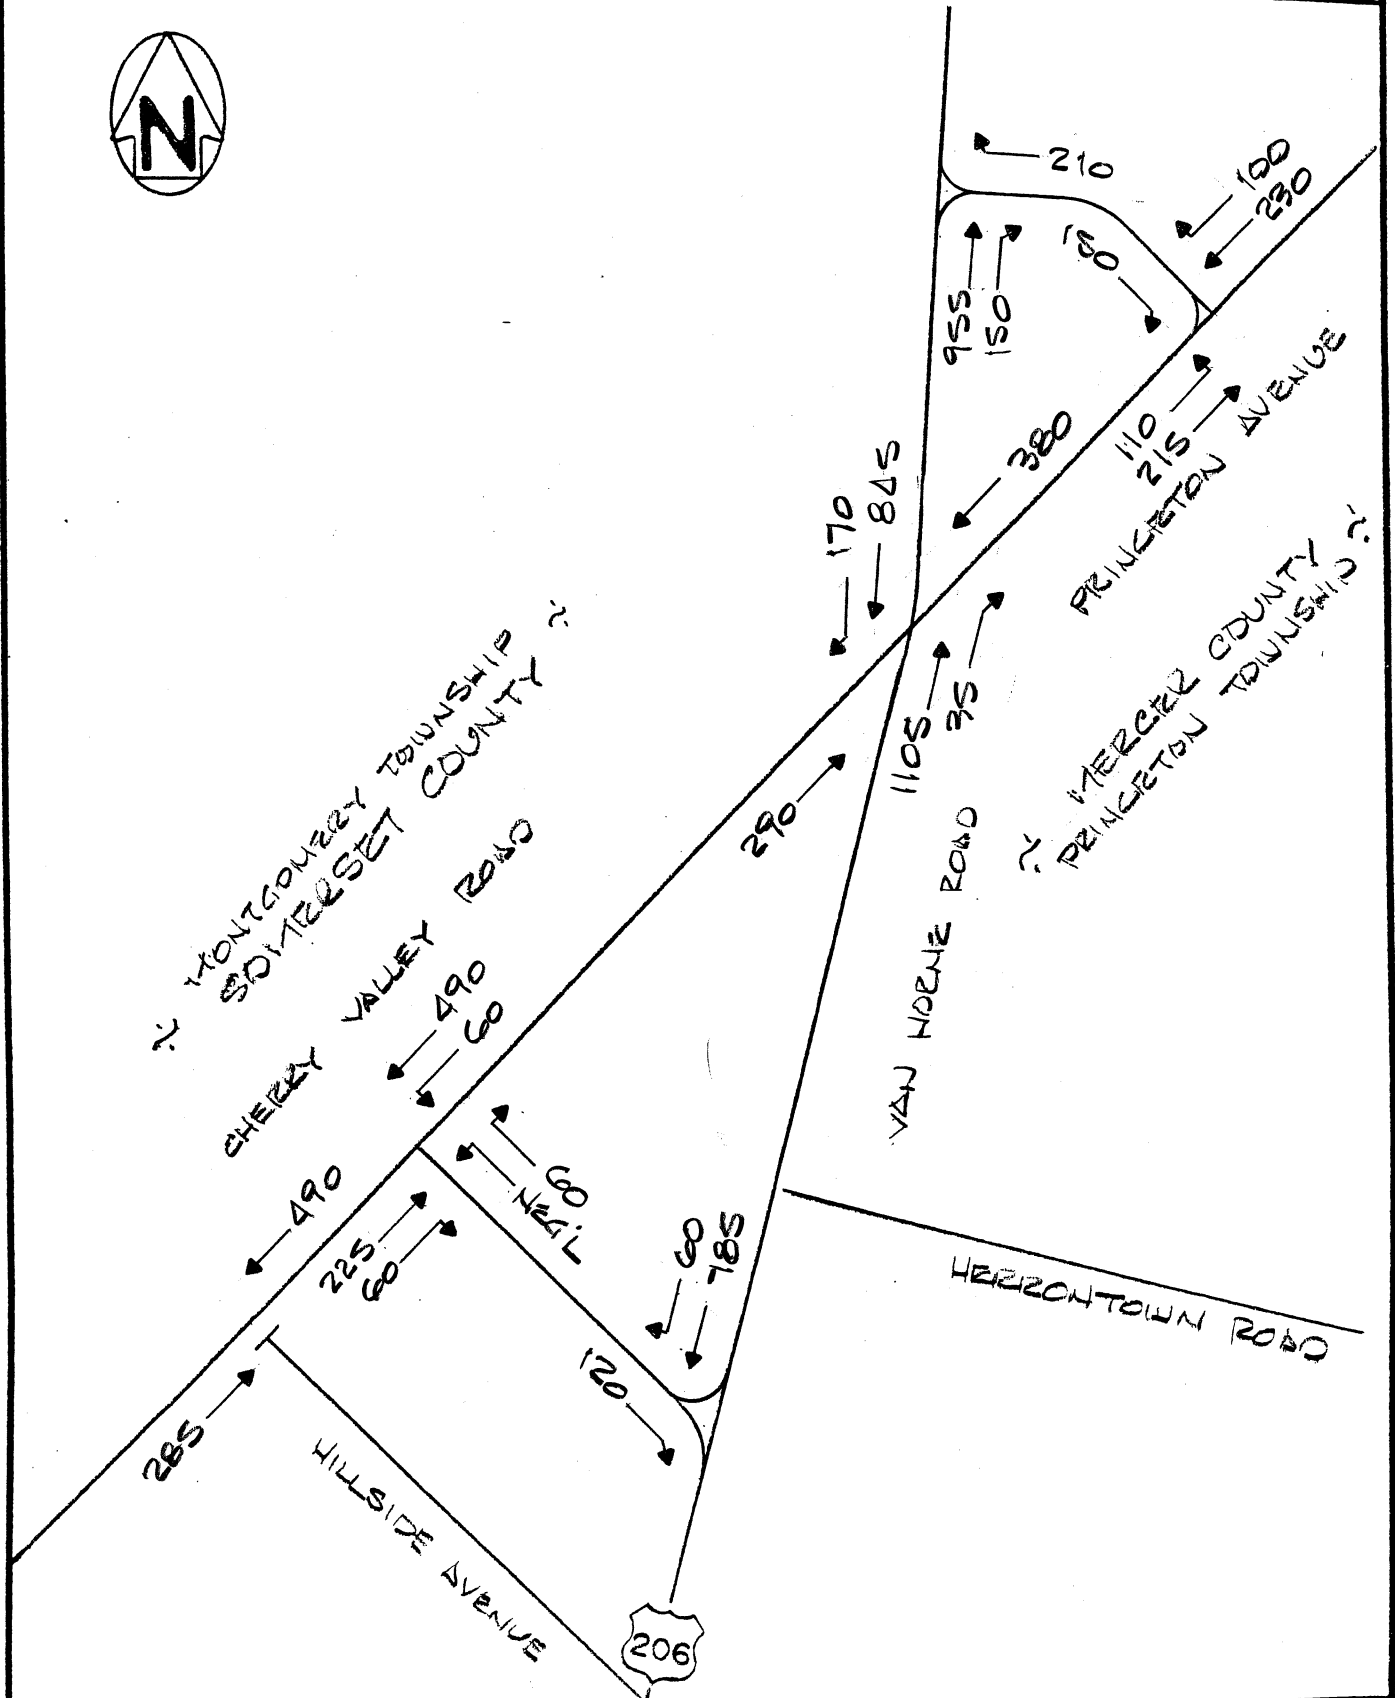 N
210
100
230
150
955
150
110
215
PRINCETON AVENUE
380
170
845
1105
35
290
MONTGOMERY TOWNSHIP
SOMERSET COUNTY
MERCER COUNTY
PRINCETON TOWNSHIP
CHERRY VALLEY ROAD
VAN HORNE ROAD
490
60
490
225
60
60
NEG'L
60
785
120
285
HERRONTOWN ROAD
HILLSIDE AVENUE
206